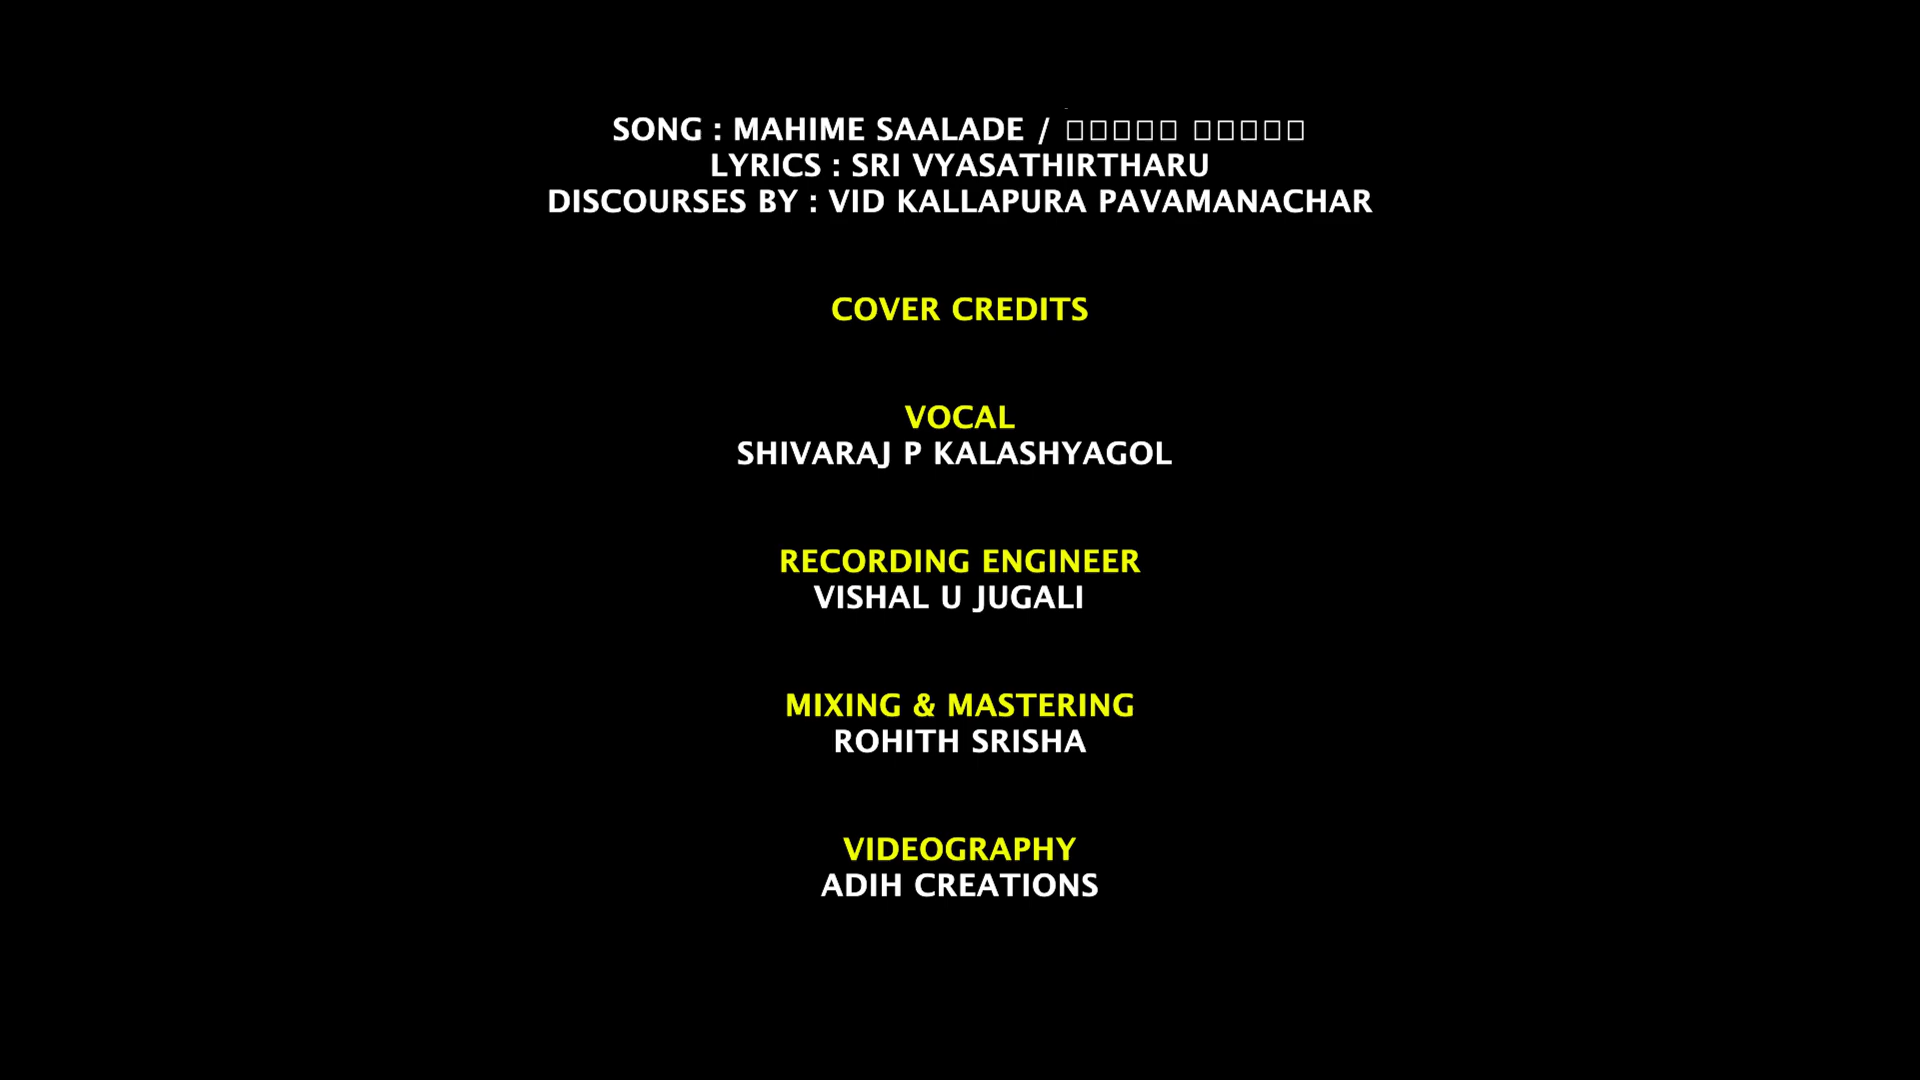 SONG : MAHIME SAALADE / □□□□□ □□□□□
LYRICS : SRI VYASATHIRTHARU
DISCOURSES BY : VID KALLAPURA PAVAMANACHAR
COVER CREDITS
VOCAL
SHIVARAJ P KALASHYAGOL
RECORDING ENGINEER
VISHAL U JUGALI
MIXING & MASTERING
ROHITH SRISHA
VIDEOGRAPHY
ADIH CREATIONS